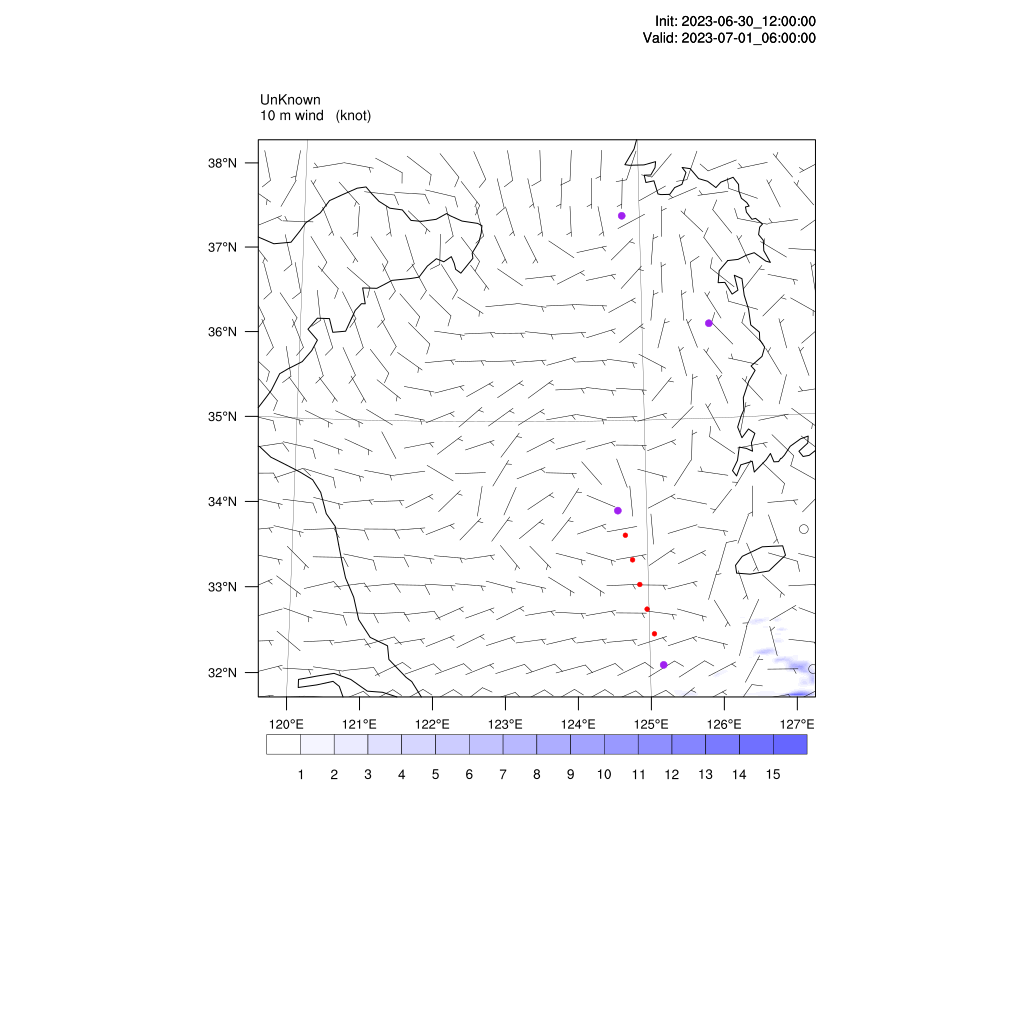 Init: 2023-06-30_12:00:00
Valid: 2023-07-01_06:00:00
UnKnown
10 m wind (knot)
38°N
37°N
36°N
35°N
34°N
33°N
32°N
120°E 121°E 122°E 123°E 124°E 125°E 126°E 127°E
1 2 3 4 5 6 7 8 9 10 11 12 13 14 15